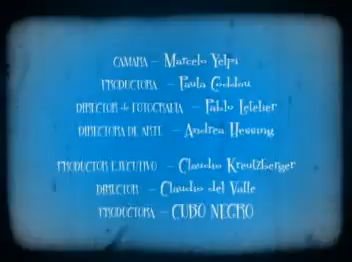 CAMARA – Marcelo Yelpi
PRODUCTORA – Paula Coddou
DIRECTOR de FOTOGRAFIA – Pablo
DIRECTORA DE ARTE – Andrea Hessing
PRODUCTOR EJECUTIVO – Claudio Kreutzberger
DIRECTOR – Claudio del Valle
PRODUCTORA – CUBO NEGRO